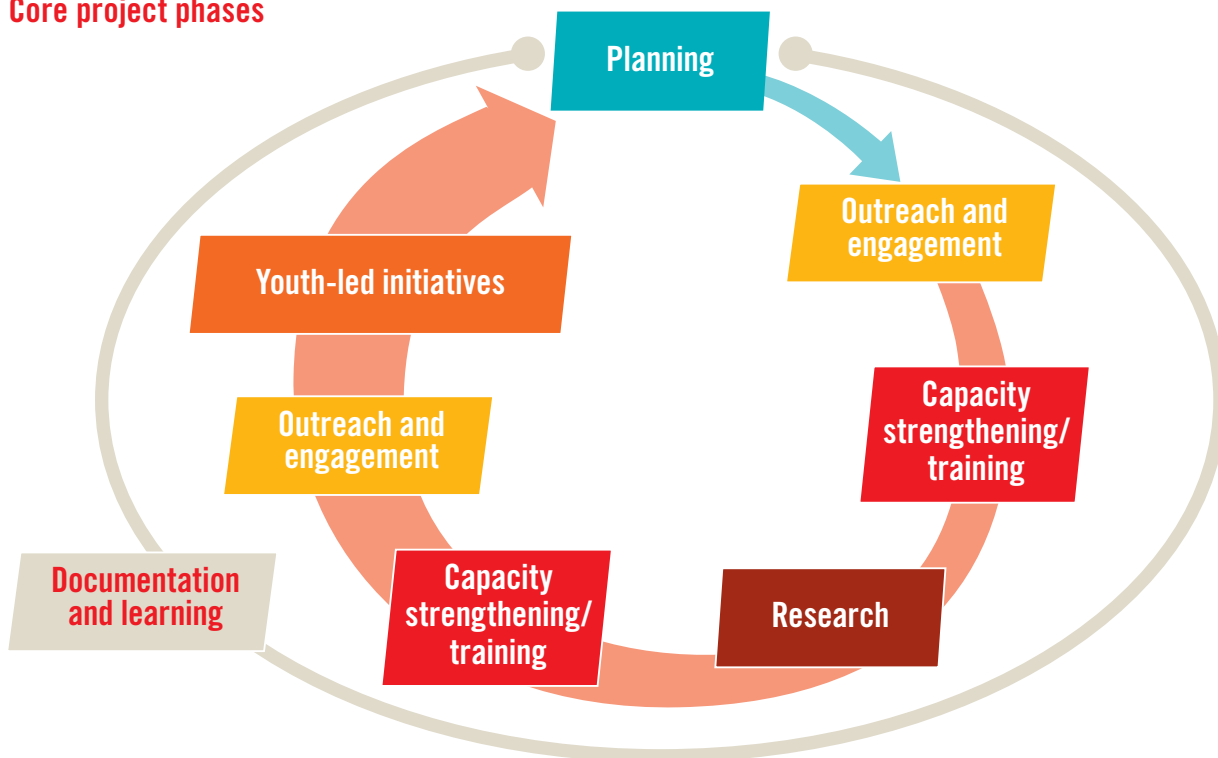 Core project phases
Planning
Outreach and
engagement
Capacity
strengthening/
training
Research
Capacity
strengthening/
training
Outreach and
engagement
Youth-led initiatives
Documentation
and learning